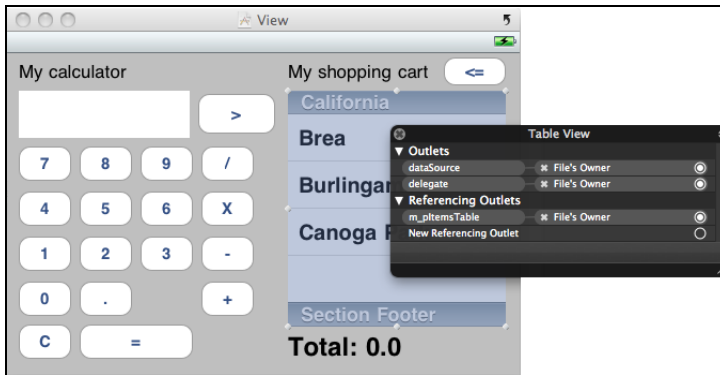 View
My calculator
My shopping cart
<=
>
California
Brea
Table View
▼ Outlets
dataSource
✖ File's Owner
delegate
✖ File's Owner
▼ Referencing Outlets
m_pItemsTable
✖ File's Owner
New Referencing Outlet
7 8 9 /
4 5 6 X
Canoga
1 2 3 -
0 . +
Section Footer
C =
Total: 0.0